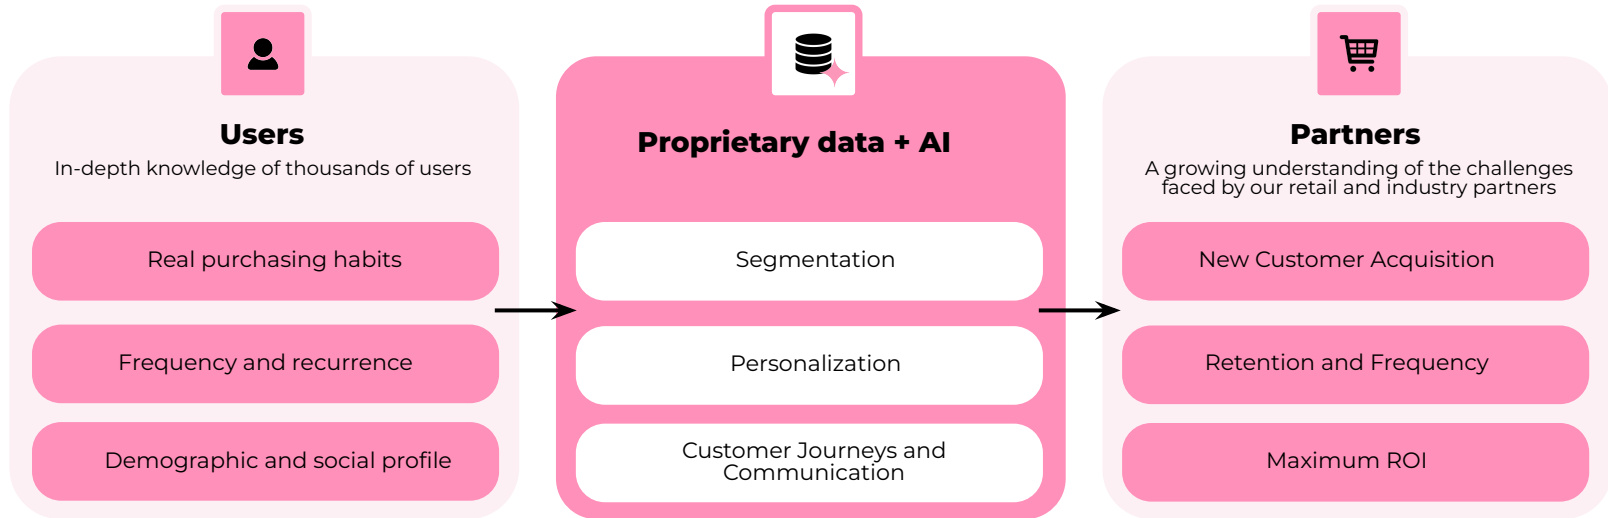 Users
In-depth knowledge of thousands of users
Real purchasing habits
Frequency and recurrence
Demographic and social profile
Proprietary data + AI
Segmentation
Personalization
Customer Journeys and
Communication
Partners
A growing understanding of the challenges
faced by our retail and industry partners
New Customer Acquisition
Retention and Frequency
Maximum ROI